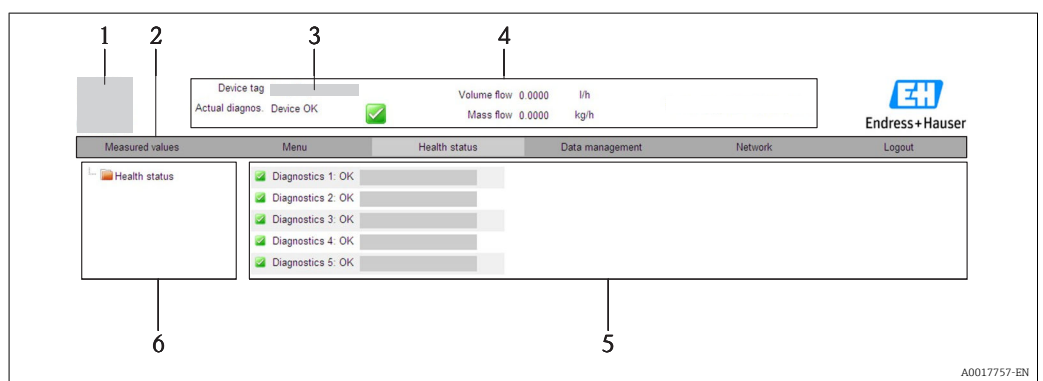 1 2 3 4
Device tag
Volume flow 0.0000 l/h
Actual diagnos. Device OK
Mass flow 0.0000 kg/h
EH
Endress+Hauser
Measured values Menu Health status Data management Network Logout
Health status
Diagnostics 1: OK
Diagnostics 2: OK
Diagnostics 3: OK
Diagnostics 4: OK
Diagnostics 5: OK
6 5
A0017757-EN